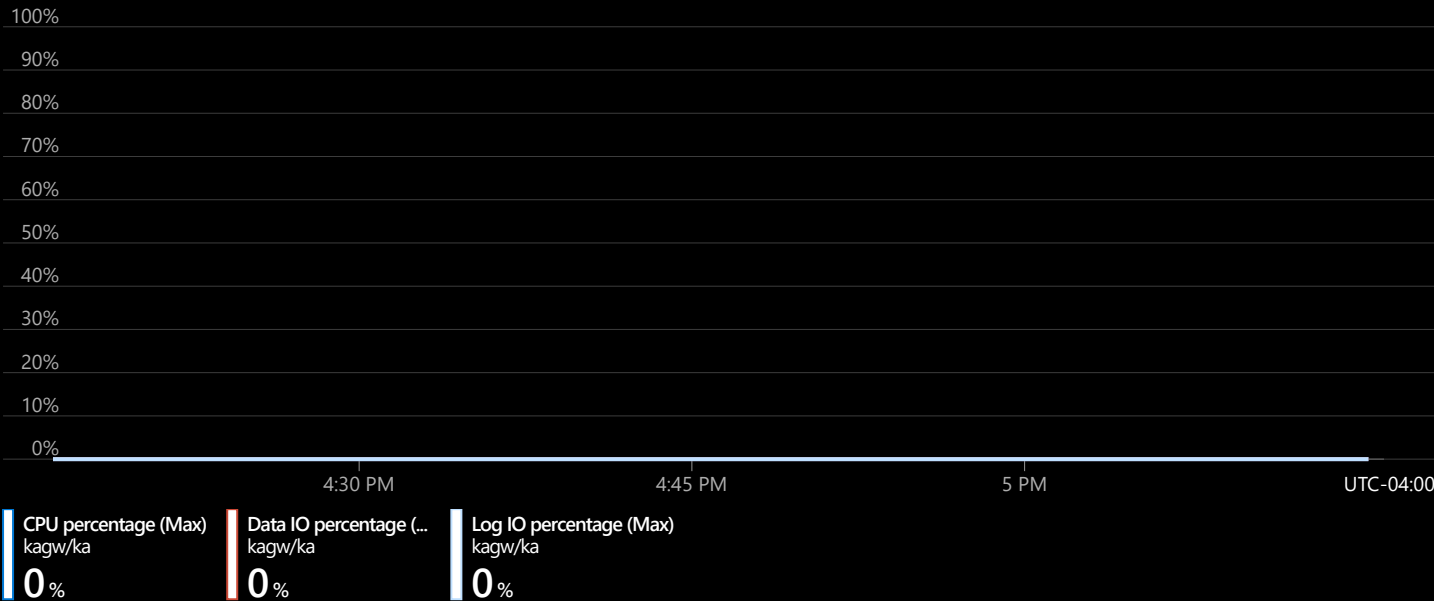 100%
90%
80%
70%
60%
50%
40%
30%
20%
10%
0%
4:30 PM 4:45 PM 5 PM UTC-04:00
CPU percentage (Max)
kagw/ka
0 %
Data IO percentage (...
kagw/ka
0 %
Log IO percentage (Max)
kagw/ka
0 %